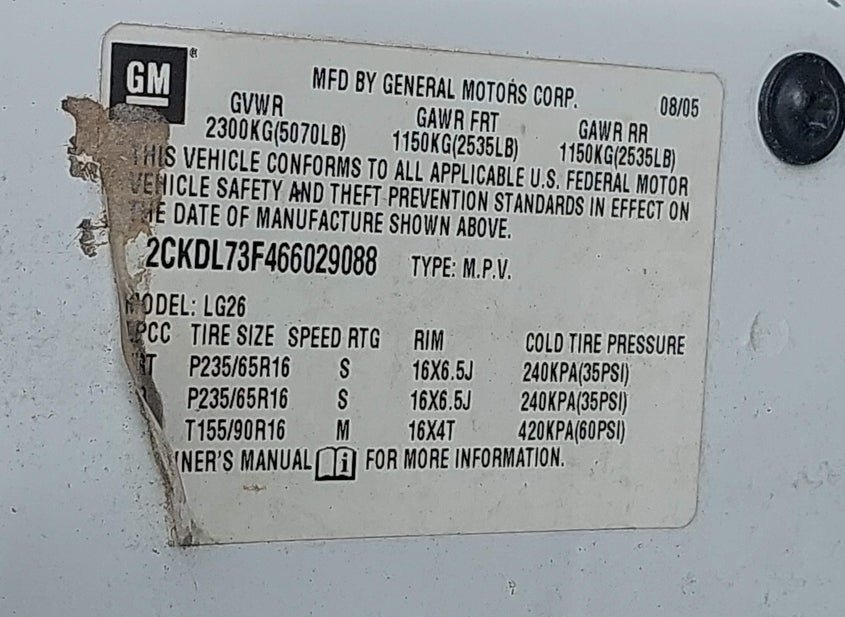 GM®
MFD BY GENERAL MOTORS CORP. 08/05
GVWR GAWR FRT GAWR RR
2300KG(5070LB) 1150KG(2535LB) 1150KG(2535LB)
THIS VEHICLE CONFORMS TO ALL APPLICABLE U.S. FEDERAL MOTOR
VEHICLE SAFETY AND THEFT PREVENTION STANDARDS IN EFFECT ON
THE DATE OF MANUFACTURE SHOWN ABOVE.
2CKDL73F466029088 TYPE: M.P.V.
MODEL: LG26
TIRE SIZE SPEED RTG RIM COLD TIRE PRESSURE
P235/65R16 S 16X6.5J 240KPA(35PSI)
P235/65R16 S 16X6.5J 240KPA(35PSI)
T155/90R16 M 16X4T 420KPA(60PSI)
NER'S MANUAL i FOR MORE INFORMATION.